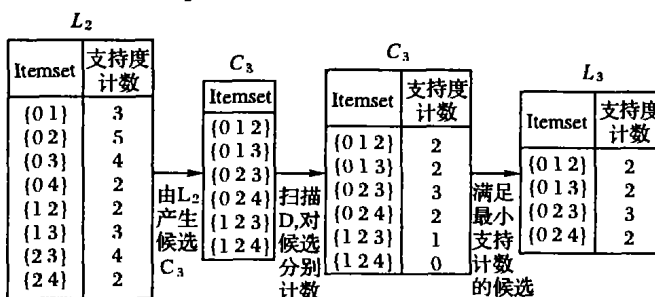 L₂
Itemset 支持度计数
{0 1} 3
{0 2} 5
{0 3} 4
{0 4} 2
{1 2} 2
{1 3} 3
{2 3} 4
{2 4} 2
由L₂
产生
候选
C₃
C₃
Itemset
{0 1 2}
{0 1 3}
{0 2 3}
{0 2 4}
{1 2 3}
{1 2 4}
扫描
D,对
候选
分别
计数
C₃
Itemset 支持度计数
{0 1 2} 2
{0 1 3} 2
{0 2 3} 3
{0 2 4} 2
{1 2 3} 1
{1 2 4} 0
满足
最小
支持
计数
的候选
L₃
Itemset 支持度计数
{0 1 2} 2
{0 1 3} 2
{0 2 3} 3
{0 2 4} 2